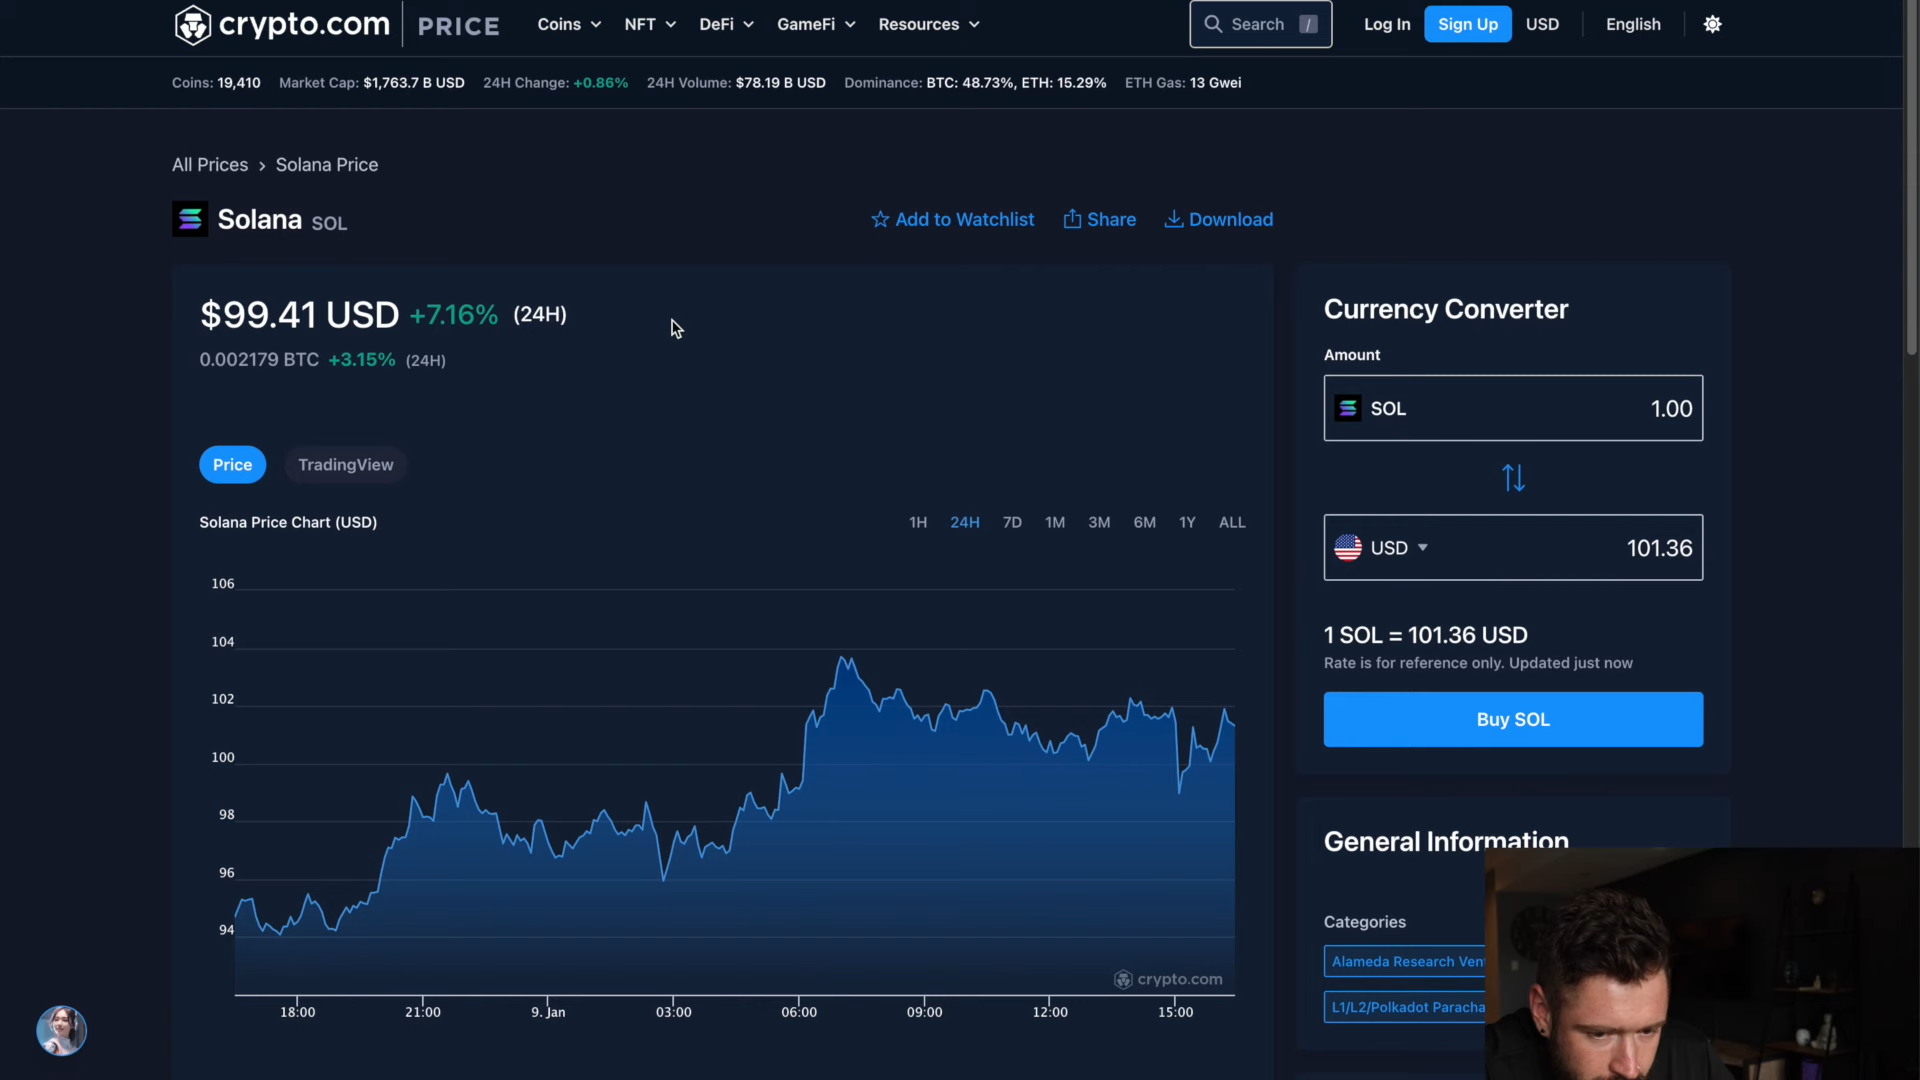 crypto.com PRICE Coins NFT DeFi GameFi Resources Search / Log In Sign Up USD English
Coins: 19,410 Market Cap: $1,763.7 B USD 24H Change: +0.86% 24H Volume: $78.19 B USD Dominance: BTC: 48.73%, ETH: 15.29% ETH Gas: 13 Gwei
All Prices > Solana Price
Solana SOL Add to Watchlist Share Download
$99.41 USD +7.16% (24H)
0.002179 BTC +3.15% (24H)
Price TradingView
Solana Price Chart (USD) 1H 24H 7D 1M 3M 6M 1Y ALL
106
104
102
100
98
96
94
crypto.com
18:00 21:00 9. Jan 03:00 06:00 09:00 12:00 15:00
Currency Converter
Amount
SOL 1.00
USD 101.36
1 SOL = 101.36 USD
Rate is for reference only. Updated just now
Buy SOL
General Information
Categories
Alameda Research Ven
L1/L2/Polkadot Paracha